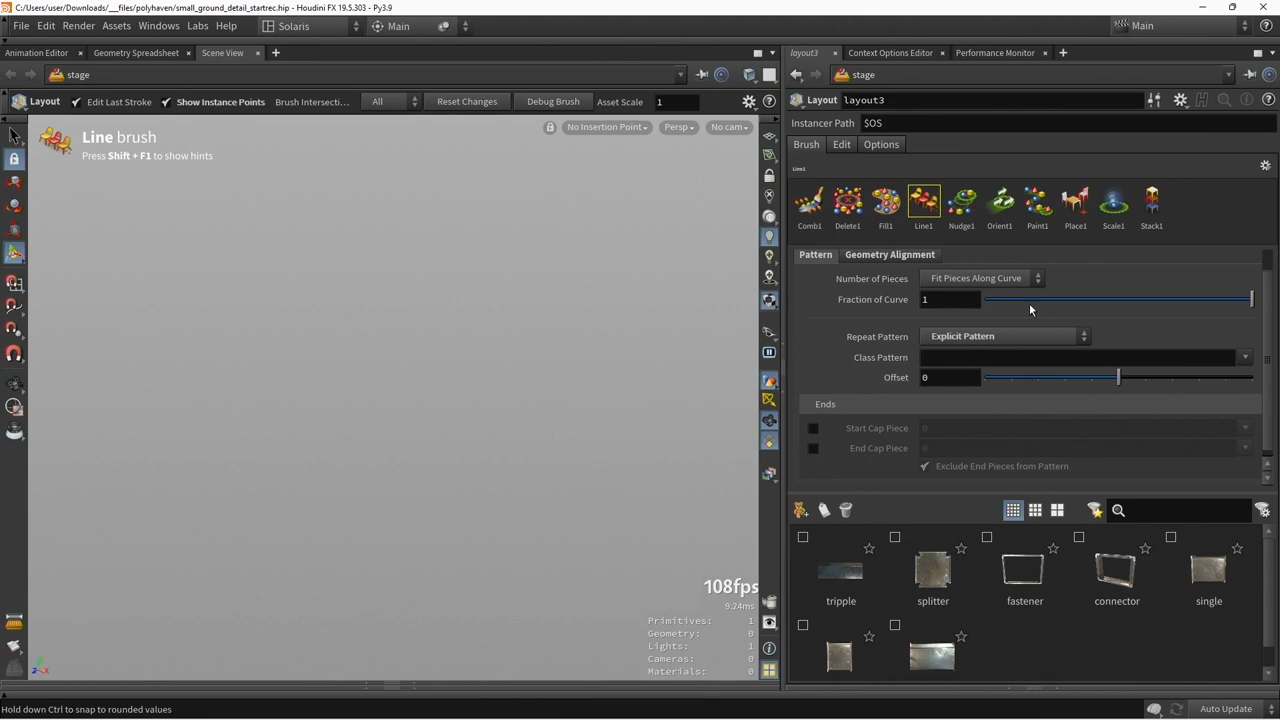 C:/Users/user/Downloads/__files/polyhaven/small_ground_detail_startrec.hip - Houdini FX 19.5.303 - Py3.9
File Edit Render Assets Windows Labs Help Solaris Main Main
Animation Editor Geometry Spreadsheet Scene View
layout3 Context Options Editor Performance Monitor
stage
stage
Layout Edit Last Stroke Show Instance Points Brush Intersecti... All Reset Changes Debug Brush Asset Scale 1
Layout layout3
Instancer Path $OS
Line brush
Press Shift + F1 to show hints
No Insertion Point Persp No cam
Brush Edit Options
Line1
Comb1 Delete1 Fill1 Line1 Nudge1 Orient1 Paint1 Place1 Scale1 Stack1
Pattern Geometry Alignment
Number of Pieces Fit Pieces Along Curve
Fraction of Curve 1
Repeat Pattern Explicit Pattern
Class Pattern
Offset 0
Ends
Start Cap Piece 0
End Cap Piece 0
Exclude End Pieces from Pattern
tripple splitter fastener connector single
108fps
9.24ms
Primitives: 1
Geometry: 0
Lights: 1
Cameras: 0
Materials: 0
z x
Hold down Ctrl to snap to rounded values
Auto Update